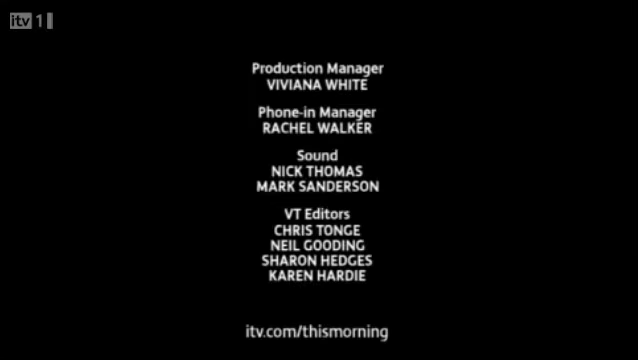 itv 1
Production Manager
VIVIANA WHITE
Phone-in Manager
RACHEL WALKER
Sound
NICK THOMAS
MARK SANDERSON
VT Editors
CHRIS TONGE
NEIL GOODING
SHARON HEDGES
KAREN HARDIE
itv.com/thismorning